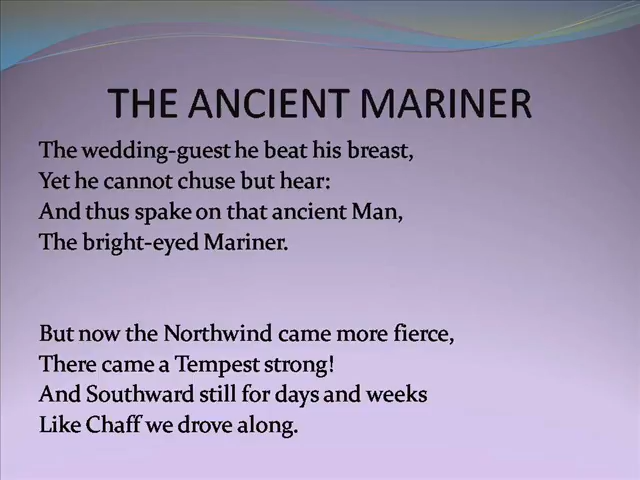 THE ANCIENT MARINER
The wedding-guest he beat his breast,
Yet he cannot chuse but hear:
And thus spake on that ancient Man,
The bright-eyed Mariner.
But now the Northwind came more fierce,
There came a Tempest strong!
And Southward still for days and weeks
Like Chaff we drove along.